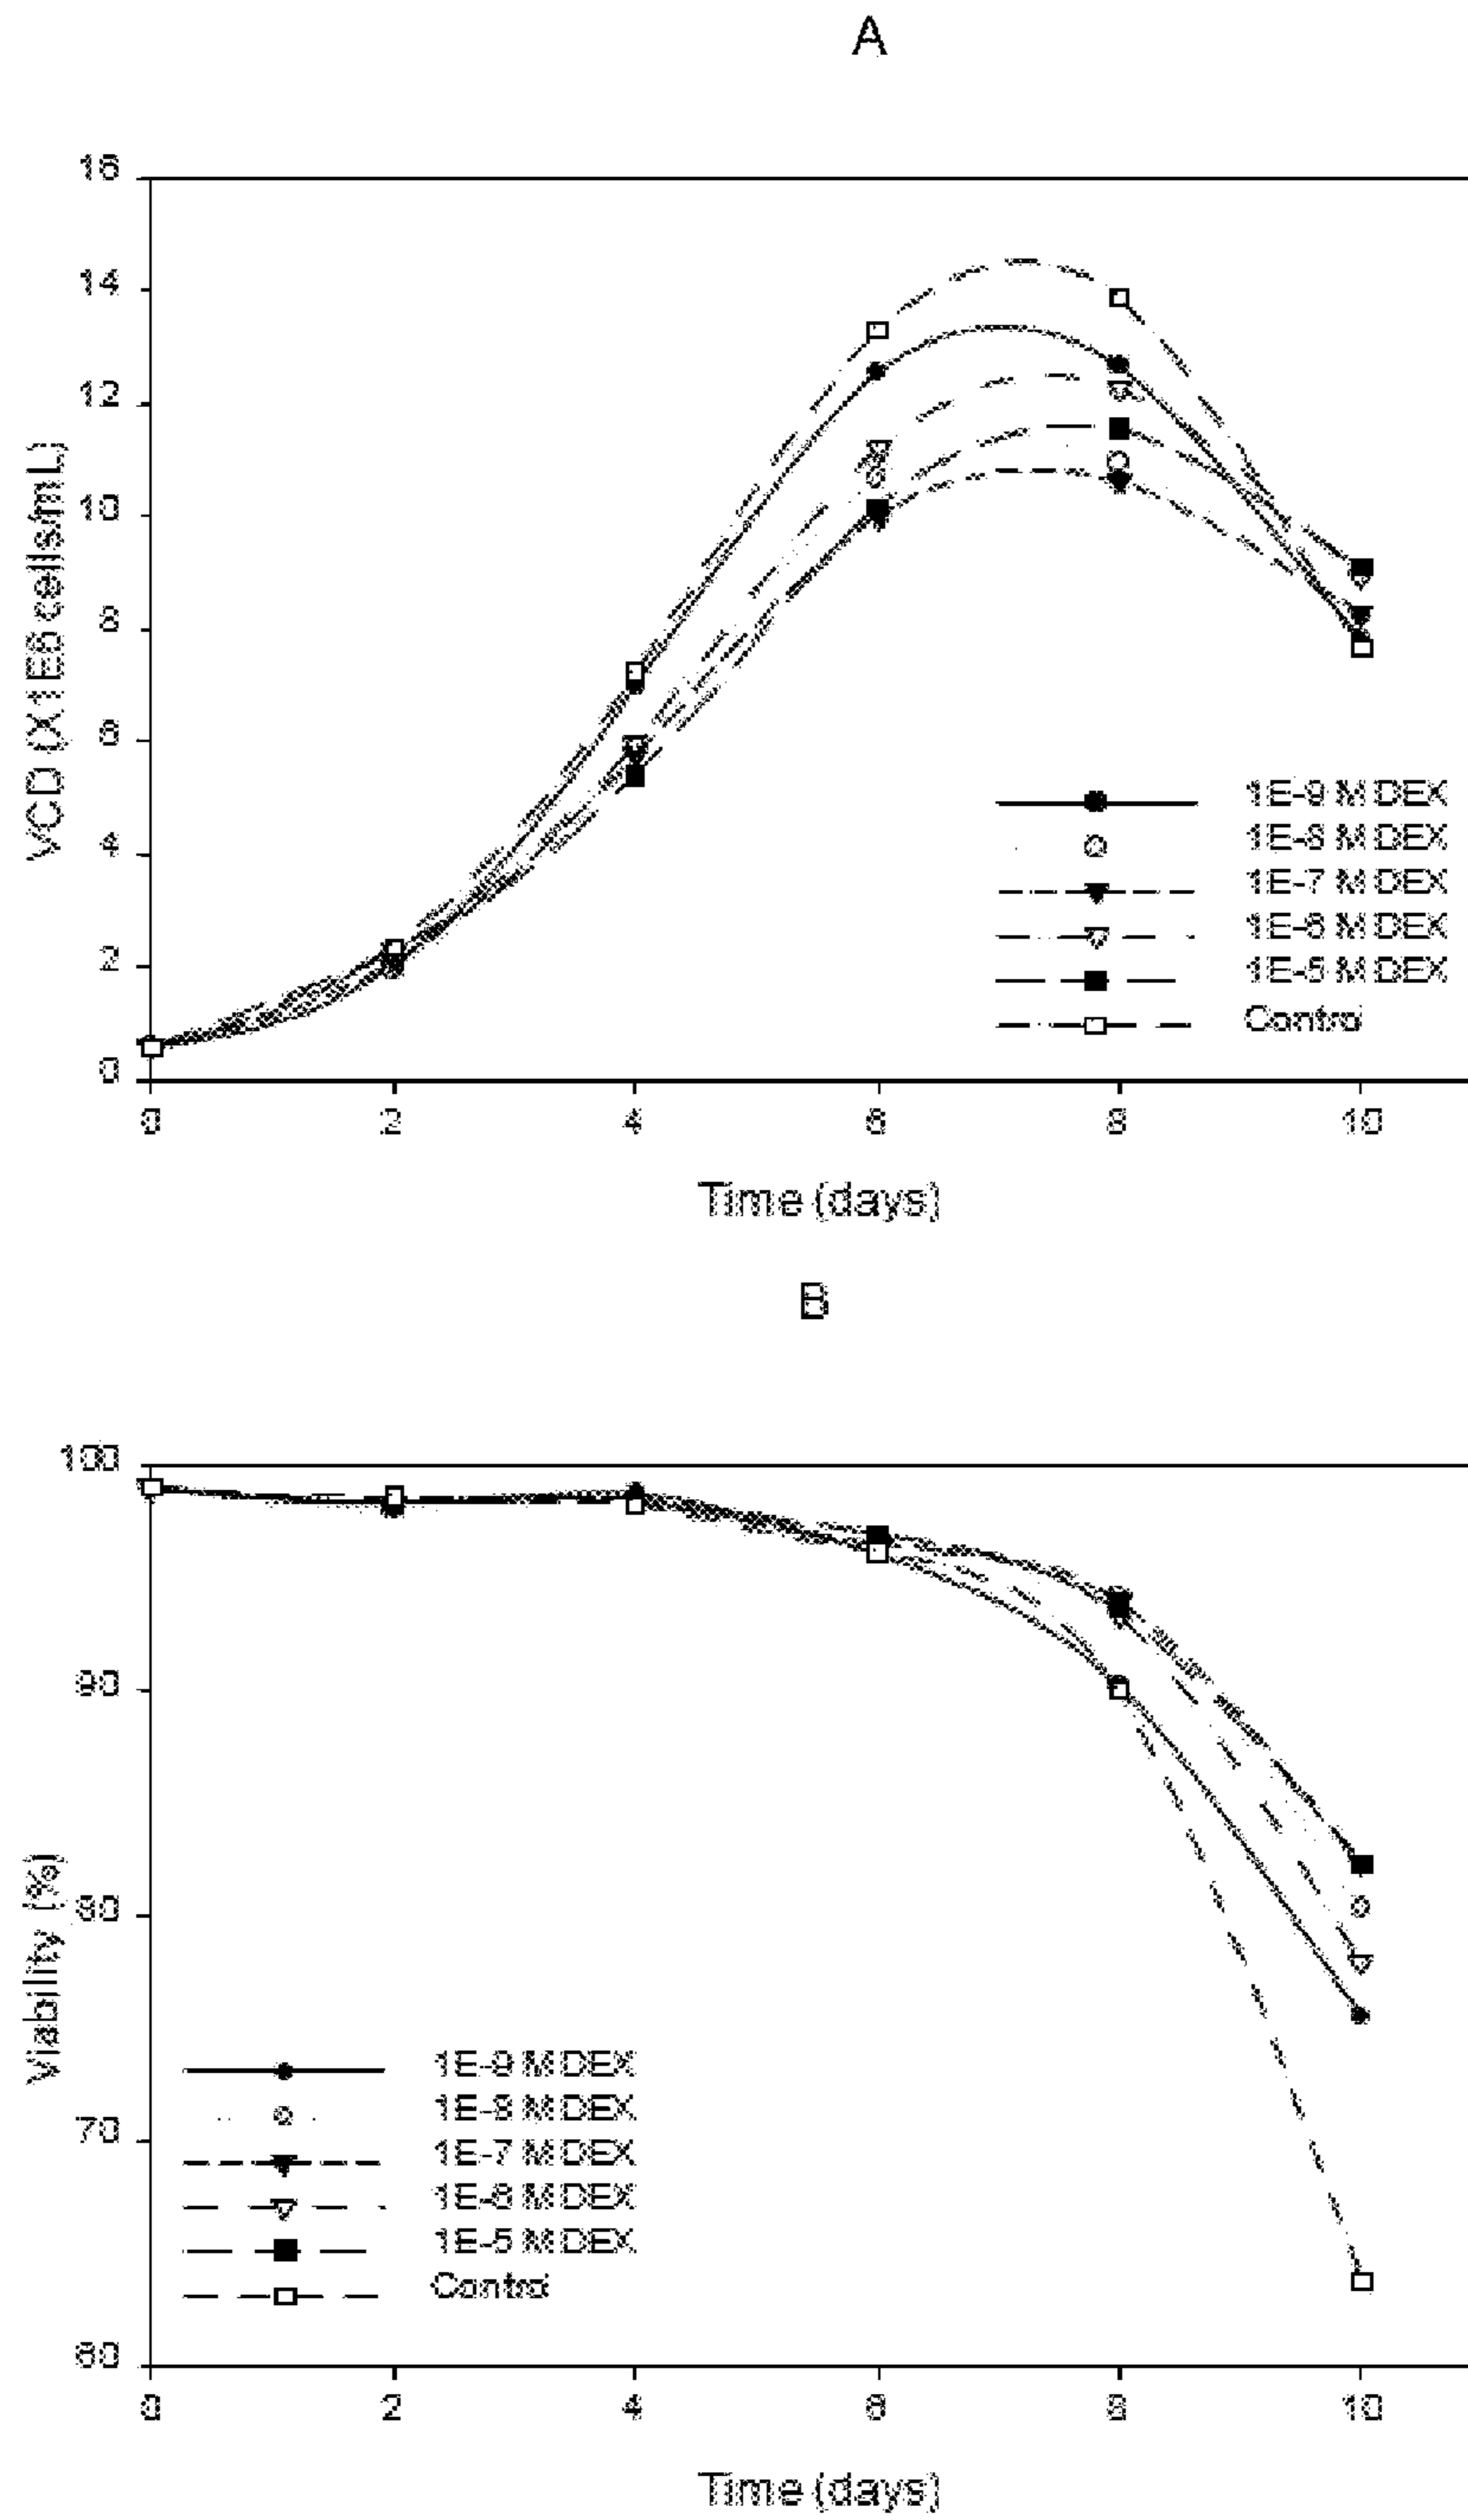 A
16
14
12
10
8
6
4
2
0
VCD (X1E6 cells/mL)
1E-9 M DEX
1E-8 M DEX
1E-7 M DEX
1E-6 M DEX
1E-5 M DEX
Control
0 2 4 6 8 10
Time (days)
B
100
90
80
70
60
Viability (%)
1E-9 M DEX
1E-8 M DEX
1E-7 M DEX
1E-6 M DEX
1E-5 M DEX
Control
0 2 4 6 8 10
Time (days)